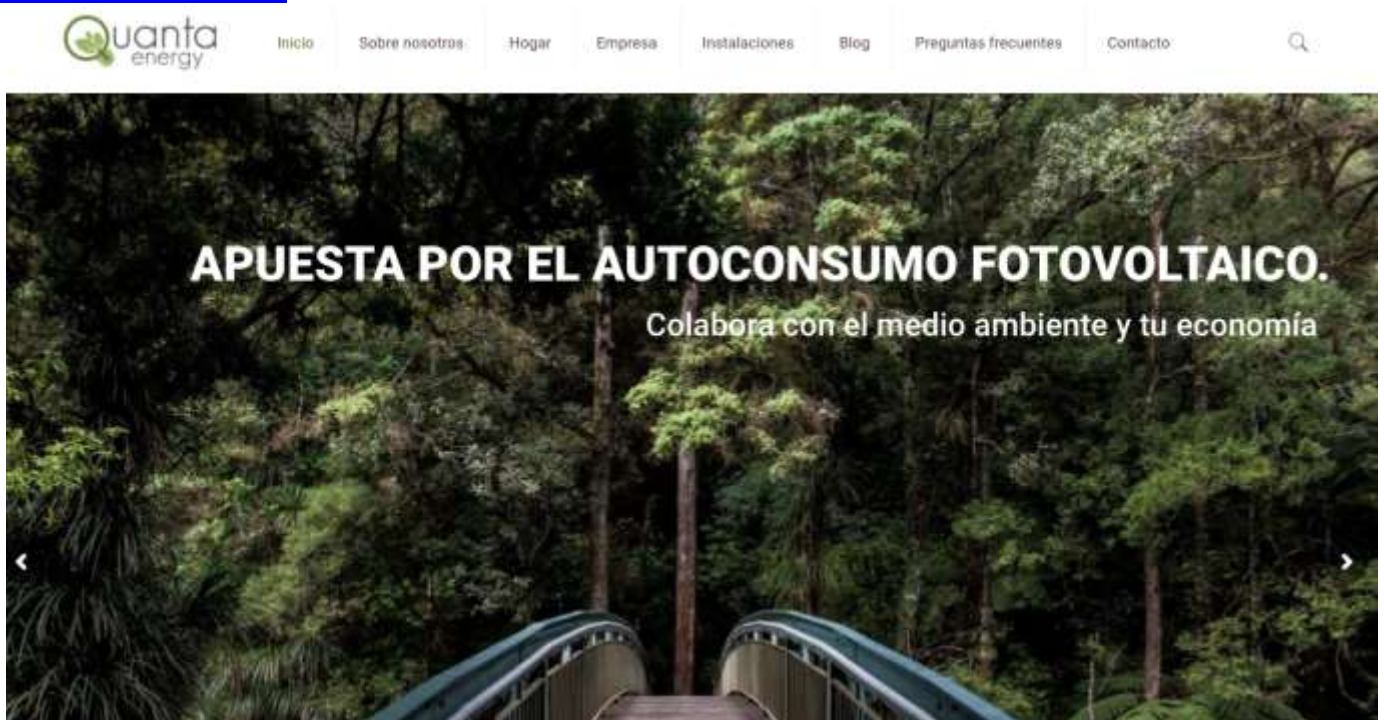 Quanta
energy
Inicio Sobre nosotros Hogar Empresa Instalaciones Blog Preguntas frecuentes Contacto
APUESTA POR EL AUTOCONSUMO FOTOVOLTAICO.
Colabora con el medio ambiente y tu economía